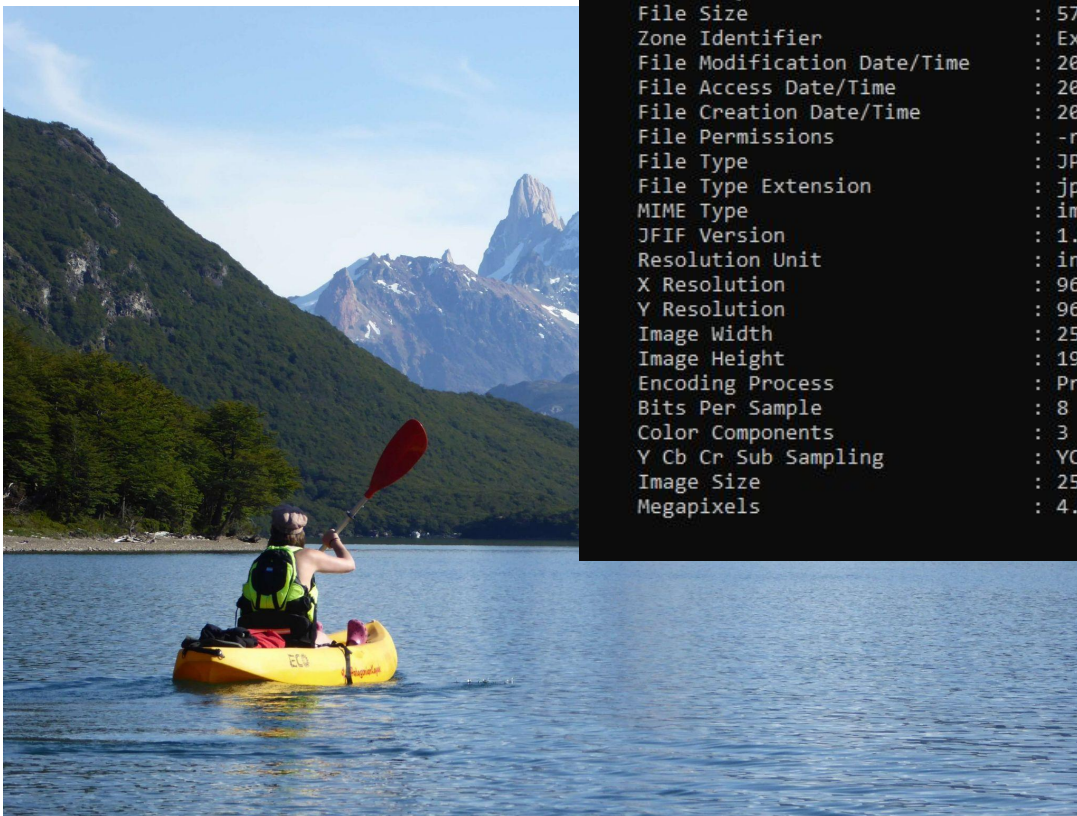 File Size : 57
Zone Identifier : Ex
File Modification Date/Time : 20
File Access Date/Time : 20
File Creation Date/Time : 20
File Permissions : -r
File Type : JP
File Type Extension : jp
MIME Type : im
JFIF Version : 1.
Resolution Unit : in
X Resolution : 96
Y Resolution : 96
Image Width : 25
Image Height : 19
Encoding Process : Pr
Bits Per Sample : 8
Color Components : 3
Y Cb Cr Sub Sampling : YC
Image Size : 25
Megapixels : 4.
ECO